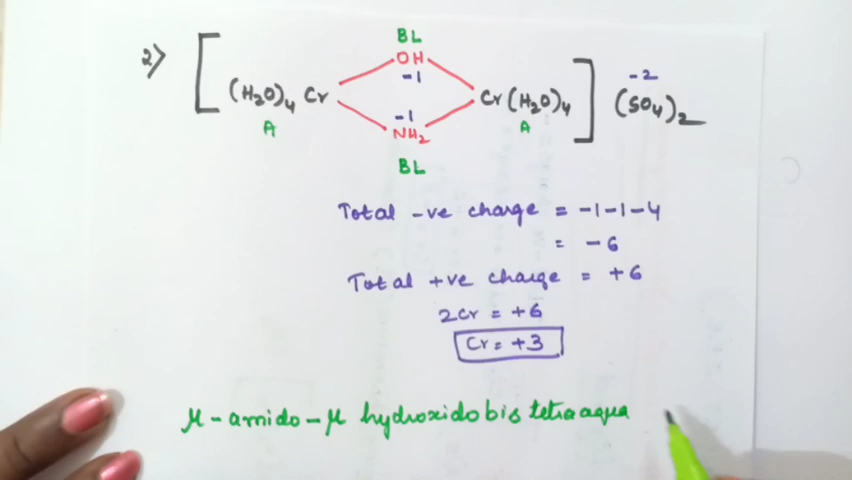 BL
2) [ (H₂O)₄ Cr OH Cr (H₂O)₄ ] (SO₄)₂
-1 -2
-1
NH₂
A A
BL
Total -ve charge = -1-1-4
= -6
Total +ve charge = +6
2Cr = +6
Cr = +3
μ-amido-μ hydroxidobis tetraaqua